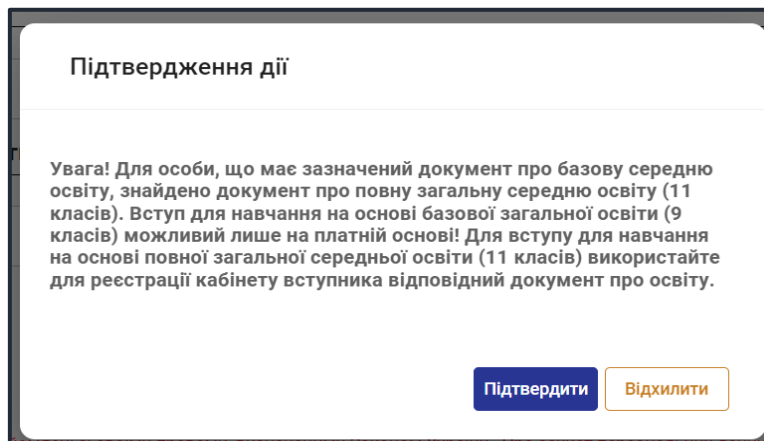 Підтвердження дії
Увага! Для особи, що має зазначений документ про базову середню
освіту, знайдено документ про повну загальну середню освіту (11
класів). Вступ для навчання на основі базової загальної освіти (9
класів) можливий лише на платній основі! Для вступу для навчання
на основі повної загальної середньої освіти (11 класів) використайте
для реєстрації кабінету вступника відповідний документ про освіту.
Підтвердити Відхилити